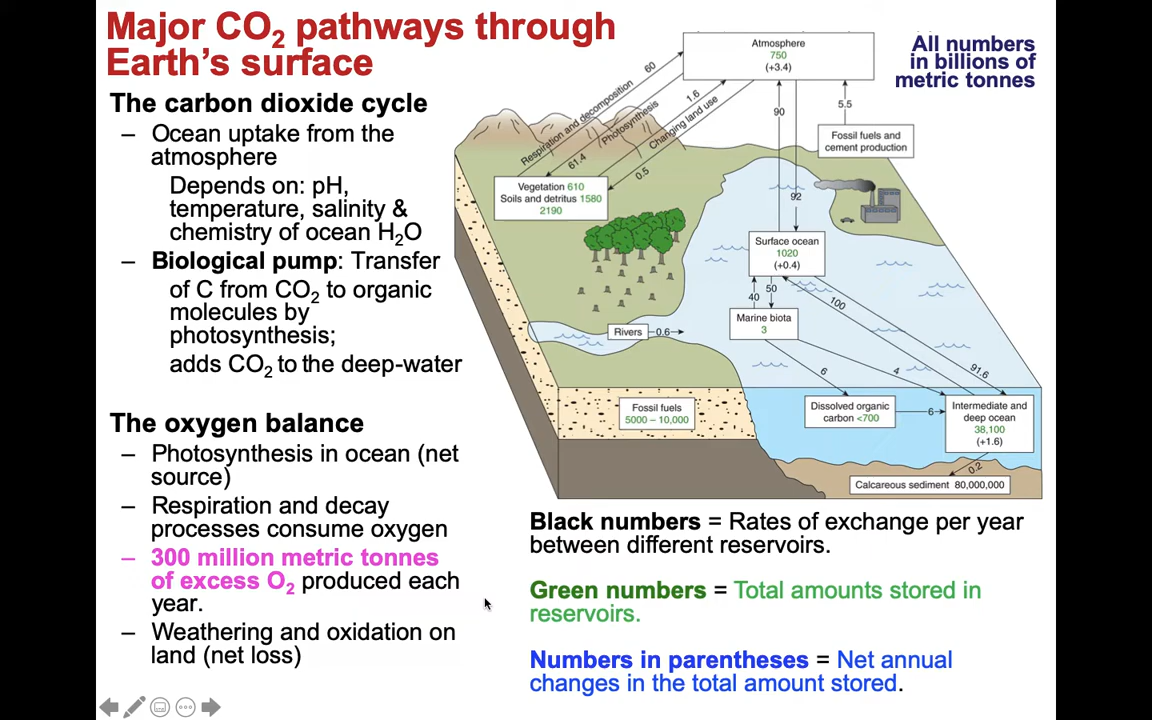 Major CO₂ pathways through
Earth's surface
The carbon dioxide cycle
– Ocean uptake from the
atmosphere
Depends on: pH,
temperature, salinity &
chemistry of ocean H₂O
– Biological pump: Transfer
of C from CO₂ to organic
molecules by
photosynthesis;
adds CO₂ to the deep-water
The oxygen balance
– Photosynthesis in ocean (net
source)
– Respiration and decay
processes consume oxygen
– 300 million metric tonnes
of excess O₂ produced each
year.
– Weathering and oxidation on
land (net loss)
All numbers
in billions of
metric tonnes
Atmosphere
750
(+3.4)
60
Respiration and decomposition
Photosynthesis
61.4
1.6
Changing land use
0.5
90
92
5.5
Fossil fuels and
cement production
Vegetation 610
Soils and detritus 1580
2190
Surface ocean
1020
(+0.4)
40
50
100
91.6
Marine biota
3
Rivers
0.6
6
4
Fossil fuels
5000 – 10,000
Dissolved organic
carbon <700
6
Intermediate and
deep ocean
38,100
(+1.6)
0.2
Calcareous sediment 80,000,000
Black numbers = Rates of exchange per year
between different reservoirs.
Green numbers = Total amounts stored in
reservoirs.
Numbers in parentheses = Net annual
changes in the total amount stored.